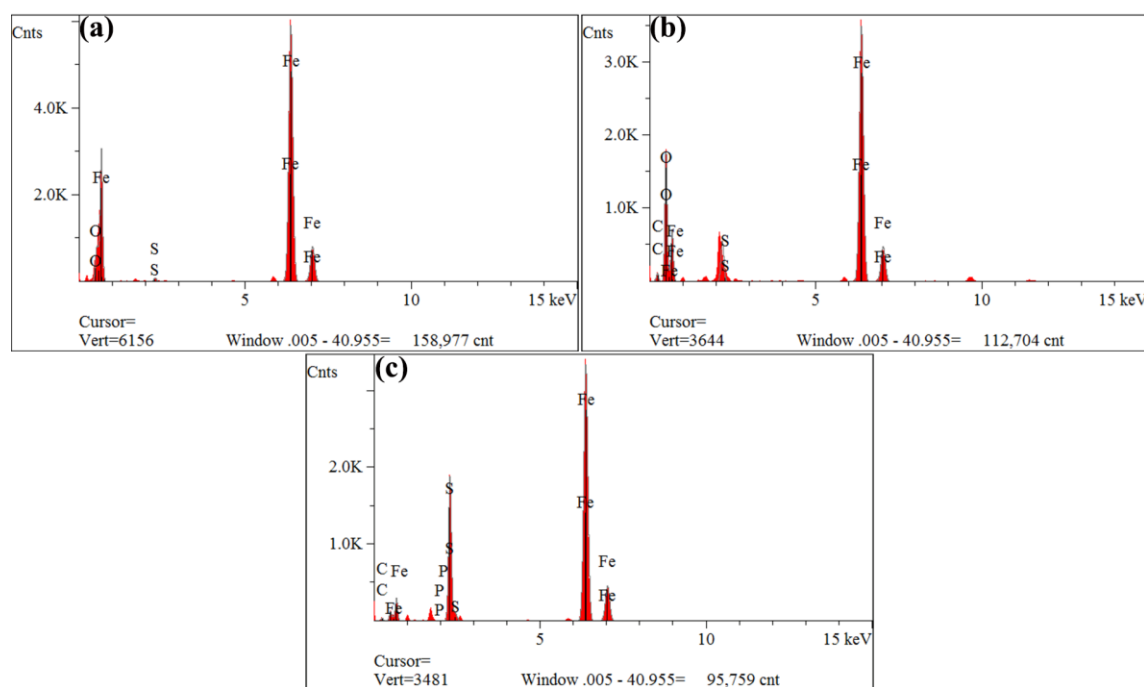 (a)
Cnts
Fe
4.0K
Fe
Fe
2.0K
O
S
Fe
O
S
Fe
5
10
15 keV
Cursor=
Vert=6156 Window .005 - 40.955= 158,977 cnt
(b)
Cnts
3.0K
Fe
2.0K
O
Fe
O
1.0K
C
Fe
Fe
S
C
Fe
S
Fe
Fe
5
10
15 keV
Cursor=
Vert=3644 Window .005 - 40.955= 112,704 cnt
(c)
Cnts
Fe
2.0K
S
Fe
1.0K
S
Fe
C
Fe
P
C
P
Fe
Fe
S
P
5
10
15 keV
Cursor=
Vert=3481 Window .005 - 40.955= 95,759 cnt